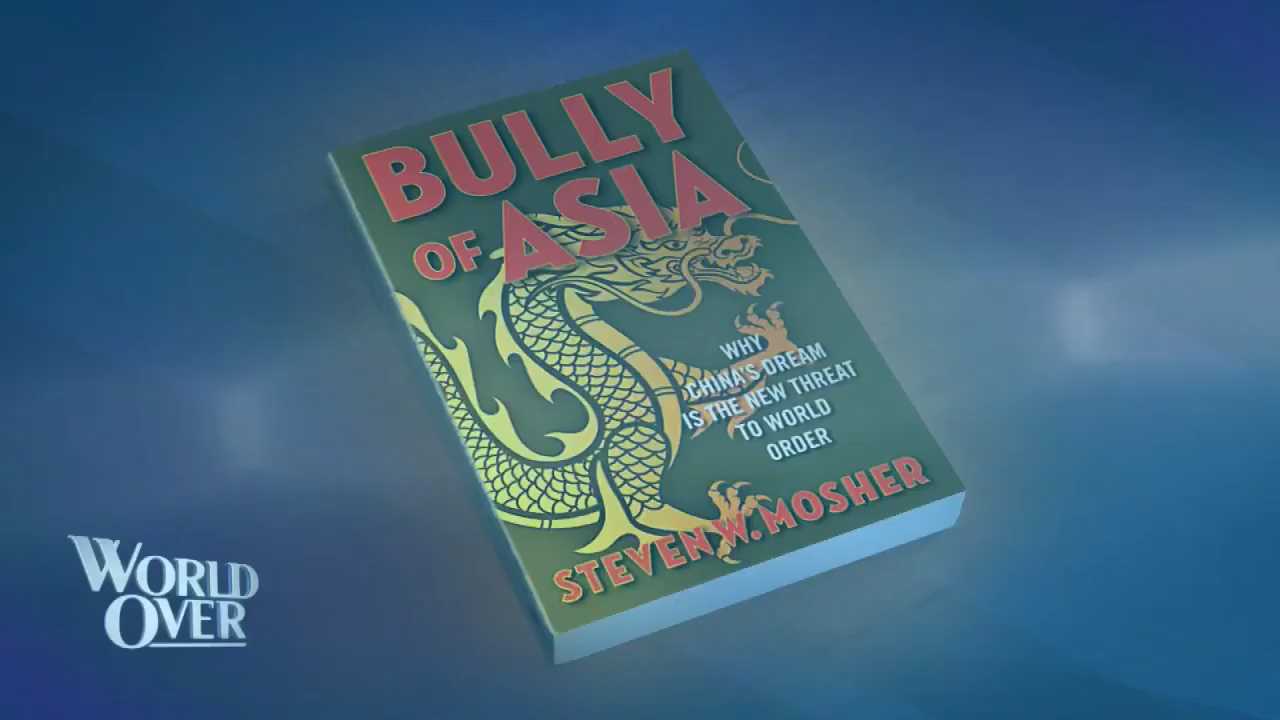 BULLY
OF ASIA
WHY
CHINA'S DREAM
IS THE NEW THREAT
TO WORLD
ORDER
STEVEN W. MOSHER
WORLD
OVER